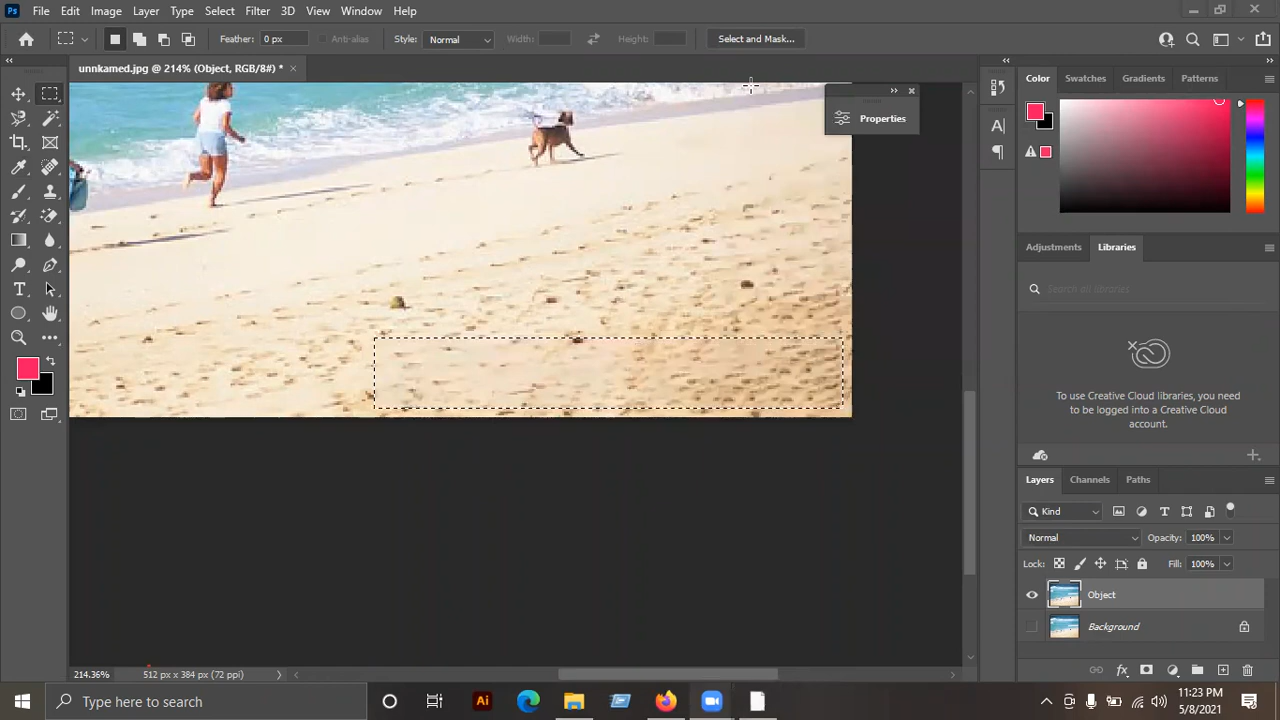 Ps File Edit Image Layer Type Select Filter 3D View Window Help
Feather: 0 px Anti-alias Style: Normal Width: Height: Select and Mask...
unnkamed.jpg @ 214% (Object, RGB/8#) * ×
Properties
Color Swatches Gradients Patterns
Adjustments Libraries
Search all libraries
To use Creative Cloud libraries, you need
to be logged into a Creative Cloud
account.
Layers Channels Paths
Kind
Normal Opacity: 100%
Lock: Fill: 100%
Object
Background
214.36% 512 px x 384 px (72 ppi)
Type here to search
Ai
1:23 PM
5/8/2021